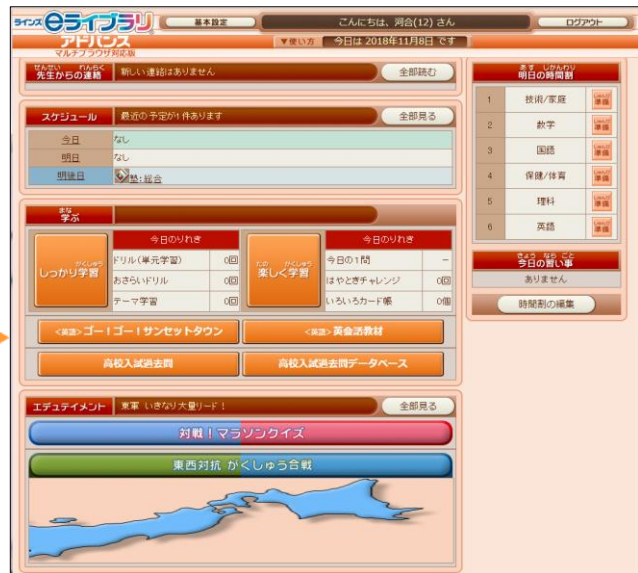 ラインズeライブラリ
アドバンス
マルチブラウザ対応版
基本設定
こんにちは、河合(12) さん
ログアウト
▼使い方
今日は 2018年11月8日 です
せんせい れんらく
先生からの連絡
新しい連絡はありません
全部読む
スケジュール
最近の予定が1件あります
全部見る
今日 なし
明日 なし
明後日 塾:総合
まな
学ぶ
がくしゅう
しっかり学習
今日のりれき
ドリル(単元学習) 0回
おさらいドリル 0回
テーマ学習 0回
たの がくしゅう
楽しく学習
今日のりれき
今日の1問 －
はやときチャレンジ 0回
いろいろカード帳 0個
<英語>ゴー！ゴー！サンセットタウン
<英語>英会話教材
高校入試過去問
高校入試過去問データベース
エデュテイメント
東軍 いきなり大量リード！
全部見る
対戦！マラソンクイズ
東西対抗 がくしゅう合戦
あす じかんわり
明日の時間割
1 技術/家庭 準備
2 数学 準備
3 国語 準備
4 保健/体育 準備
5 理科 準備
6 英語 準備
きょう なら ごと
今日の習い事
ありません
時間割の編集